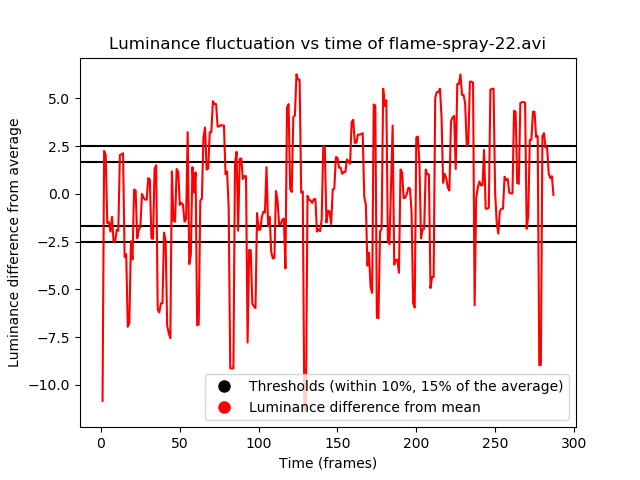 Luminance fluctuation vs time of flame-spray-22.avi
Luminance difference from average
5.0
2.5
0.0
−2.5
−5.0
−7.5
−10.0
Thresholds (within 10%, 15% of the average)
Luminance difference from mean
0
50
100
150
200
250
300
Time (frames)